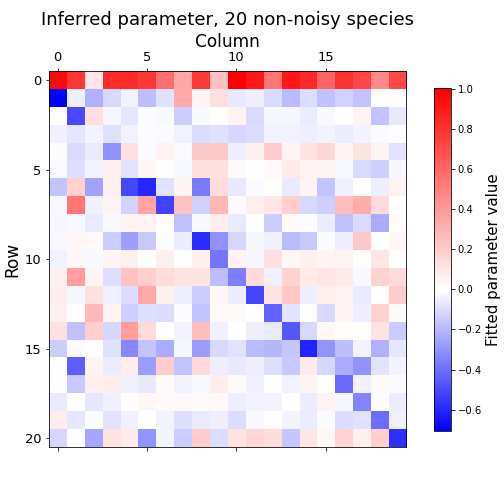 Inferred parameter, 20 non-noisy species
Column
0 5 10 15
Row
0
5
10
15
20
1.0
0.8
0.6
0.4
0.2
0.0
−0.2
−0.4
−0.6
Fitted parameter value